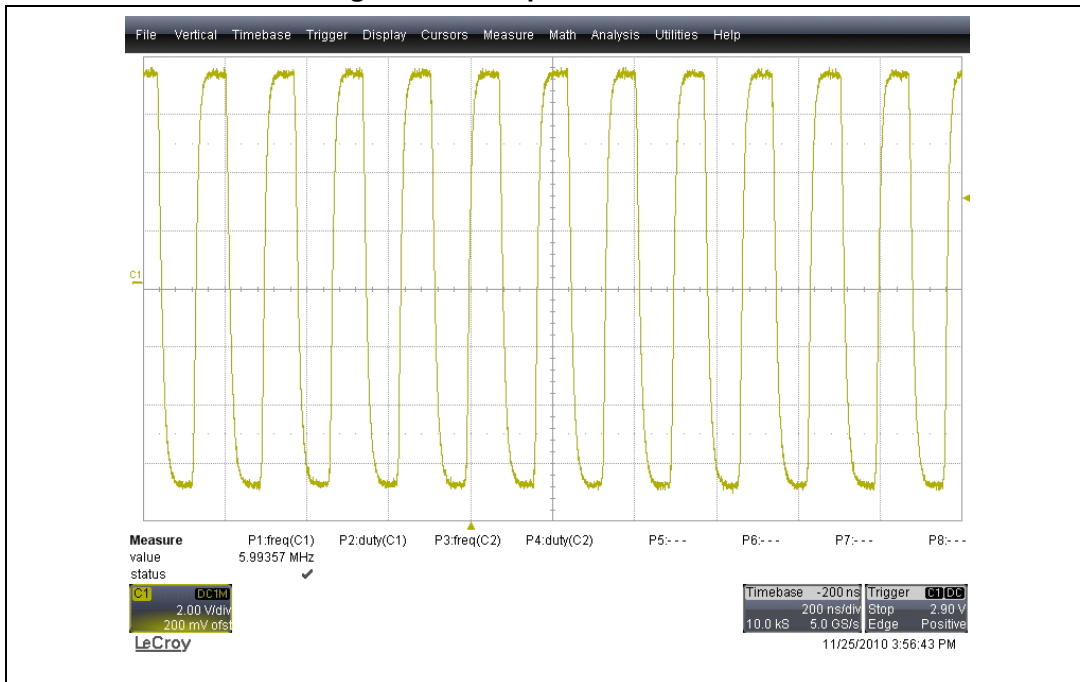 File Vertical Timebase Trigger Display Cursors Measure Math Analysis Utilities Help
C1
Measure P1:freq(C1) P2:duty(C1) P3:freq(C2) P4:duty(C2) P5:- - - P6:- - - P7:- - - P8:- - -
value 5.99357 MHz
status
C1 DC1M
2.00 V/div
200 mV ofst
Timebase -200 ns
200 ns/div
10.0 kS 5.0 GS/s
Trigger C1 DC
Stop 2.90 V
Edge Positive
LeCroy
11/25/2010 3:56:43 PM